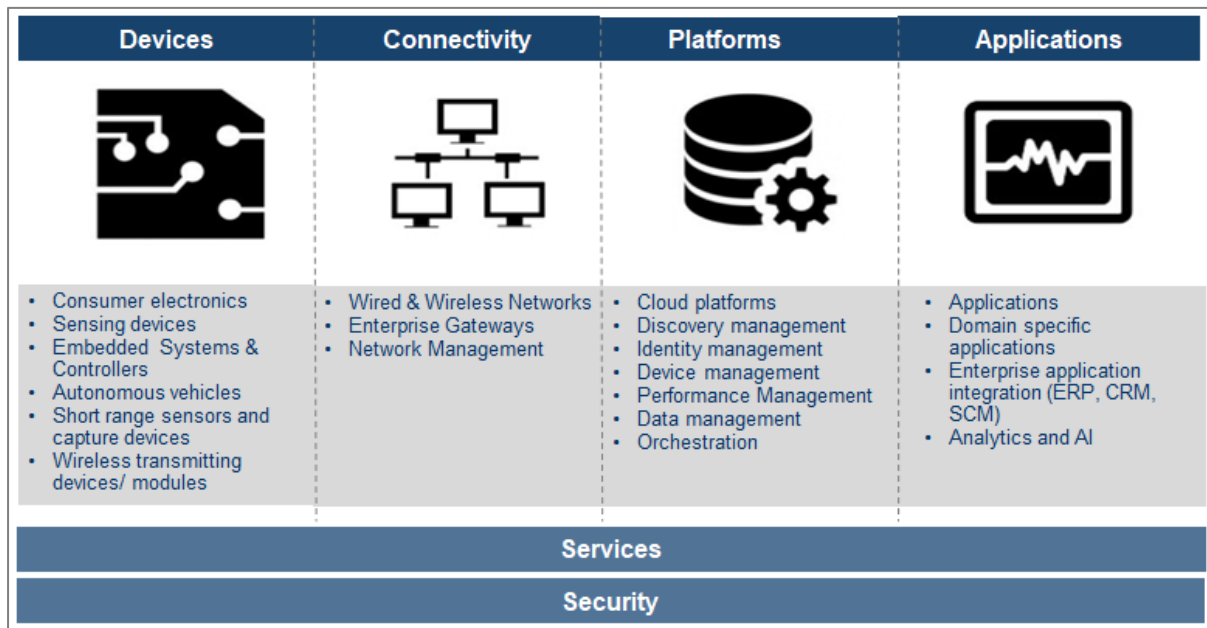 Devices
Connectivity
Platforms
Applications
• Consumer electronics
• Sensing devices
• Embedded Systems &
Controllers
• Autonomous vehicles
• Short range sensors and
capture devices
• Wireless transmitting
devices/ modules
• Wired & Wireless Networks
• Enterprise Gateways
• Network Management
• Cloud platforms
• Discovery management
• Identity management
• Device management
• Performance Management
• Data management
• Orchestration
• Applications
• Domain specific
applications
• Enterprise application
integration (ERP, CRM,
SCM)
• Analytics and AI
Services
Security